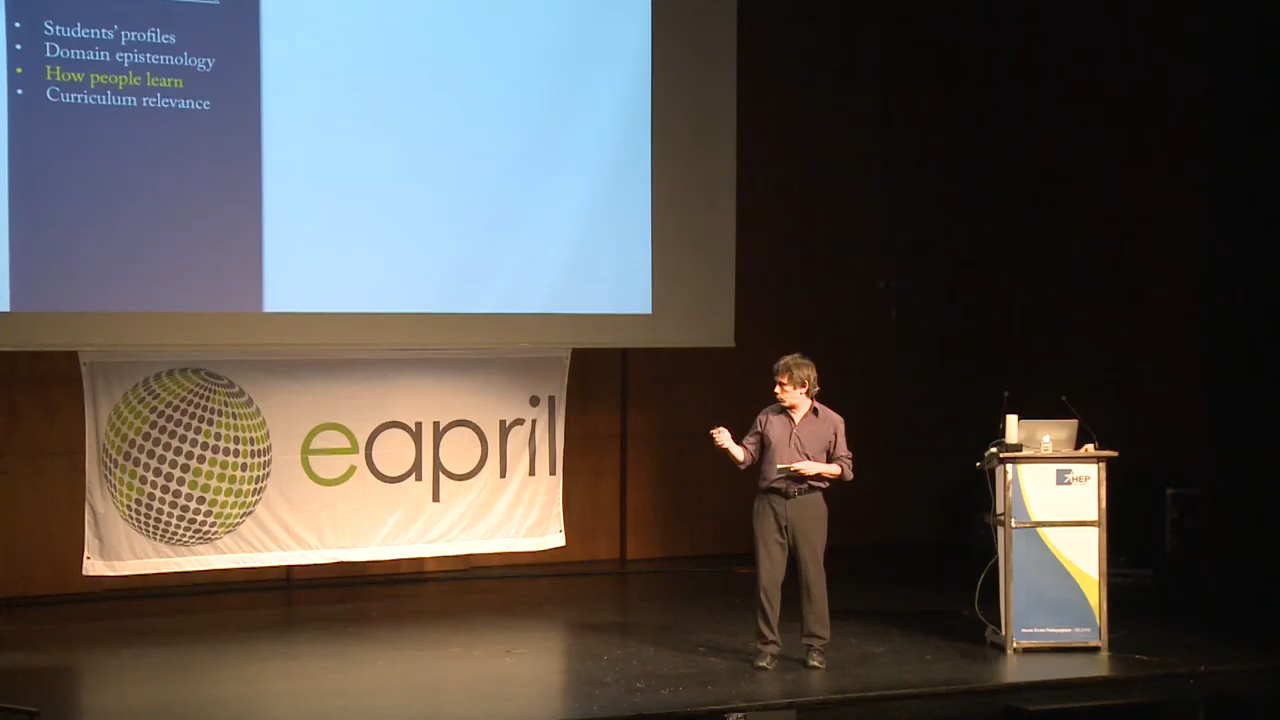 • Students' profiles
• Domain epistemology
• How people learn
• Curriculum relevance
eapril
HEP